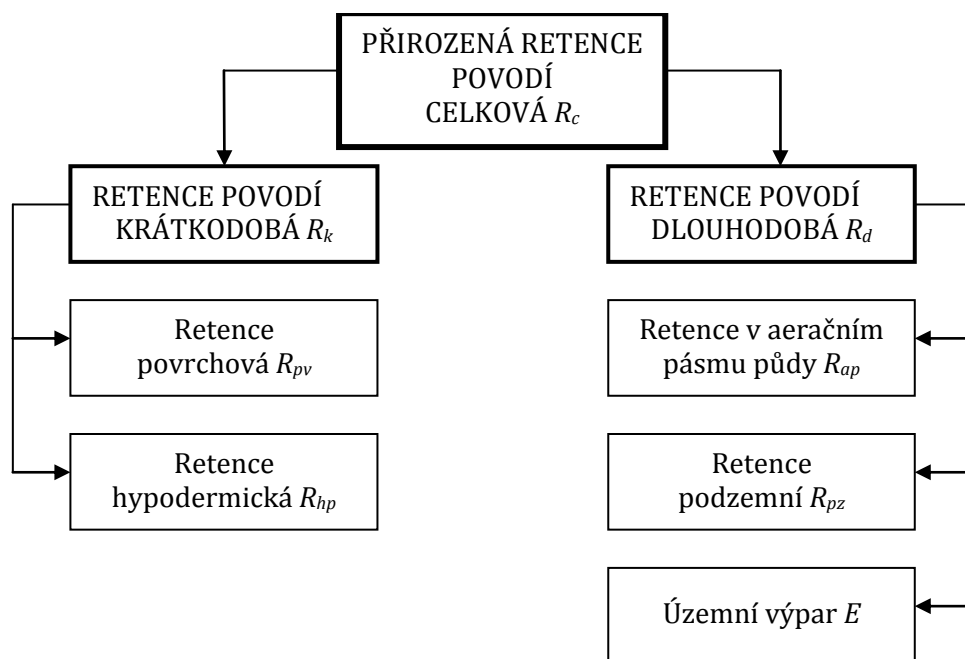 PŘIROZENÁ RETENCE
POVODÍ
CELKOVÁ Rc
RETENCE POVODÍ
KRÁTKODOBÁ Rk
RETENCE POVODÍ
DLOUHODOBÁ Rd
Retence
povrchová Rpv
Retence v aeračním
pásmu půdy Rap
Retence
hypodermická Rhp
Retence
podzemní Rpz
Územní výpar E